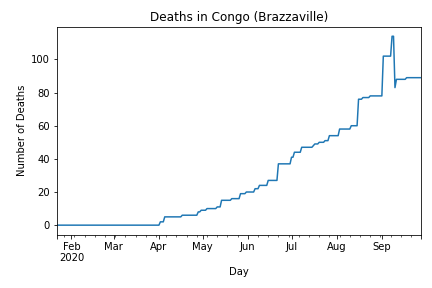 Deaths in Congo (Brazzaville)
Number of Deaths
100
80
60
40
20
0
Feb Mar Apr May Jun Jul Aug Sep
2020
Day